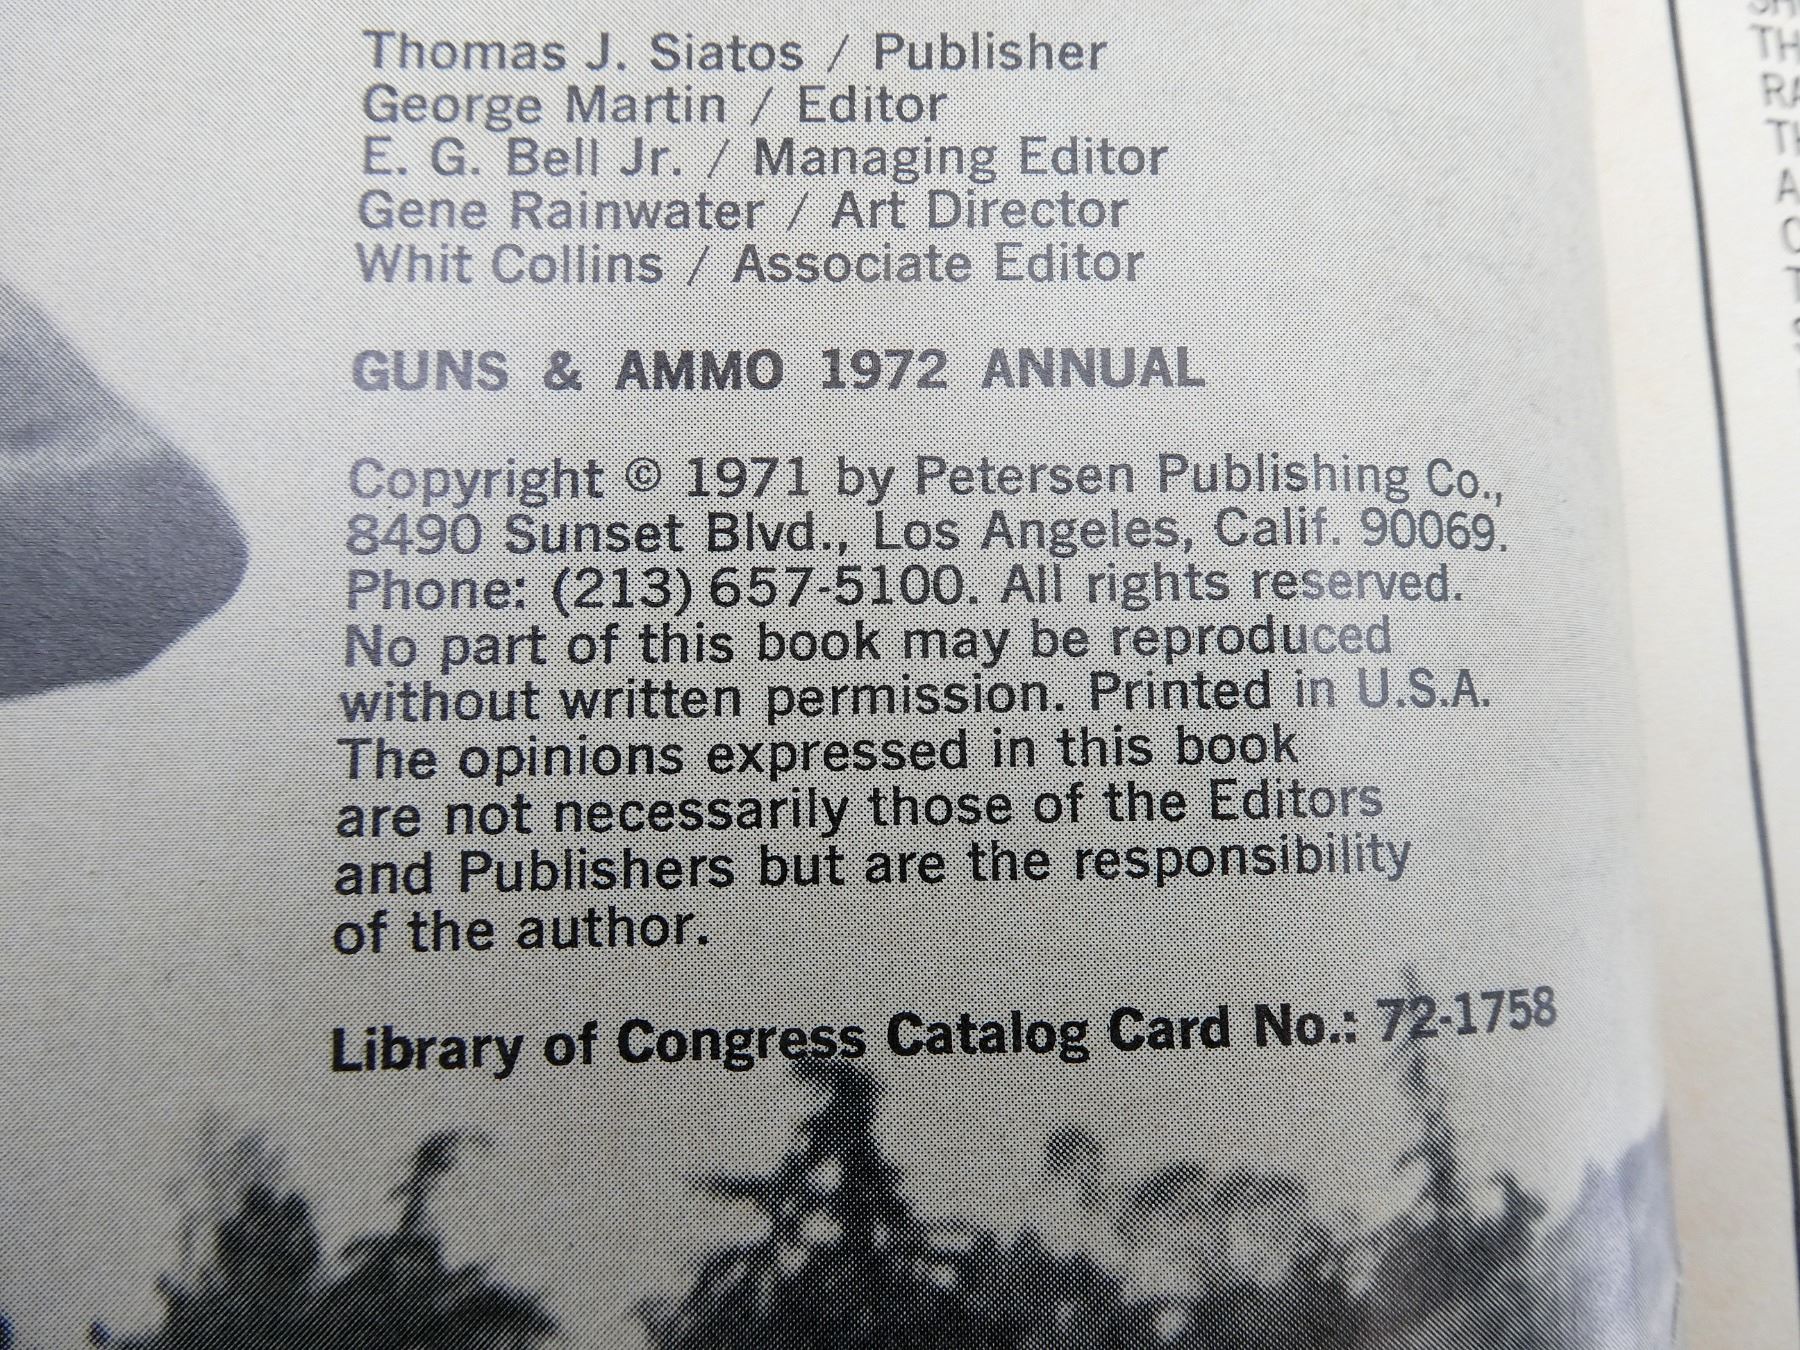 Thomas J. Siatos / Publisher
George Martin / Editor
E. G. Bell Jr. / Managing Editor
Gene Rainwater / Art Director
Whit Collins / Associate Editor
GUNS & AMMO 1972 ANNUAL
Copyright © 1971 by Petersen Publishing Co.,
8490 Sunset Blvd., Los Angeles, Calif. 90069.
Phone: (213) 657-5100. All rights reserved.
No part of this book may be reproduced
without written permission. Printed in U.S.A.
The opinions expressed in this book
are not necessarily those of the Editors
and Publishers but are the responsibility
of the author.
Library of Congress Catalog Card No.: 72-1758